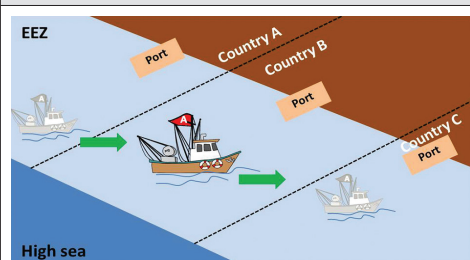 EEZ
Port
Country A
Country B
Port
Country C
Port
A
A
A
High sea